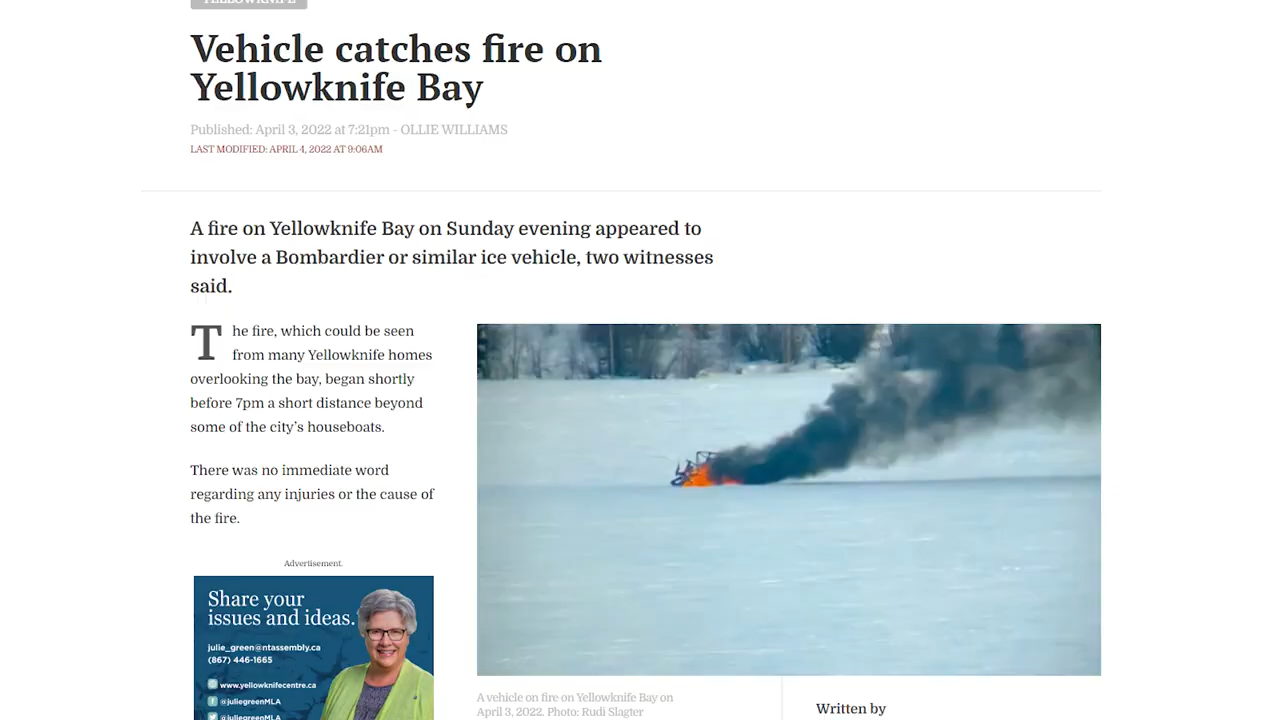 YELLOWKNIFE
Vehicle catches fire on
Yellowknife Bay
Published: April 3, 2022 at 7:21pm - OLLIE WILLIAMS
LAST MODIFIED: APRIL 4, 2022 AT 9:06AM
A fire on Yellowknife Bay on Sunday evening appeared to
involve a Bombardier or similar ice vehicle, two witnesses
said.
The fire, which could be seen
from many Yellowknife homes
overlooking the bay, began shortly
before 7pm a short distance beyond
some of the city's houseboats.
There was no immediate word
regarding any injuries or the cause of
the fire.
Advertisement.
Share your
issues and ideas.
julie_green@ntassembly.ca
(867) 446-1665
www.yellowknifecentre.ca
@juliegreenMLA
@juliegreenMLA
A vehicle on fire on Yellowknife Bay on
April 3, 2022. Photo: Rudi Slagter
Written by